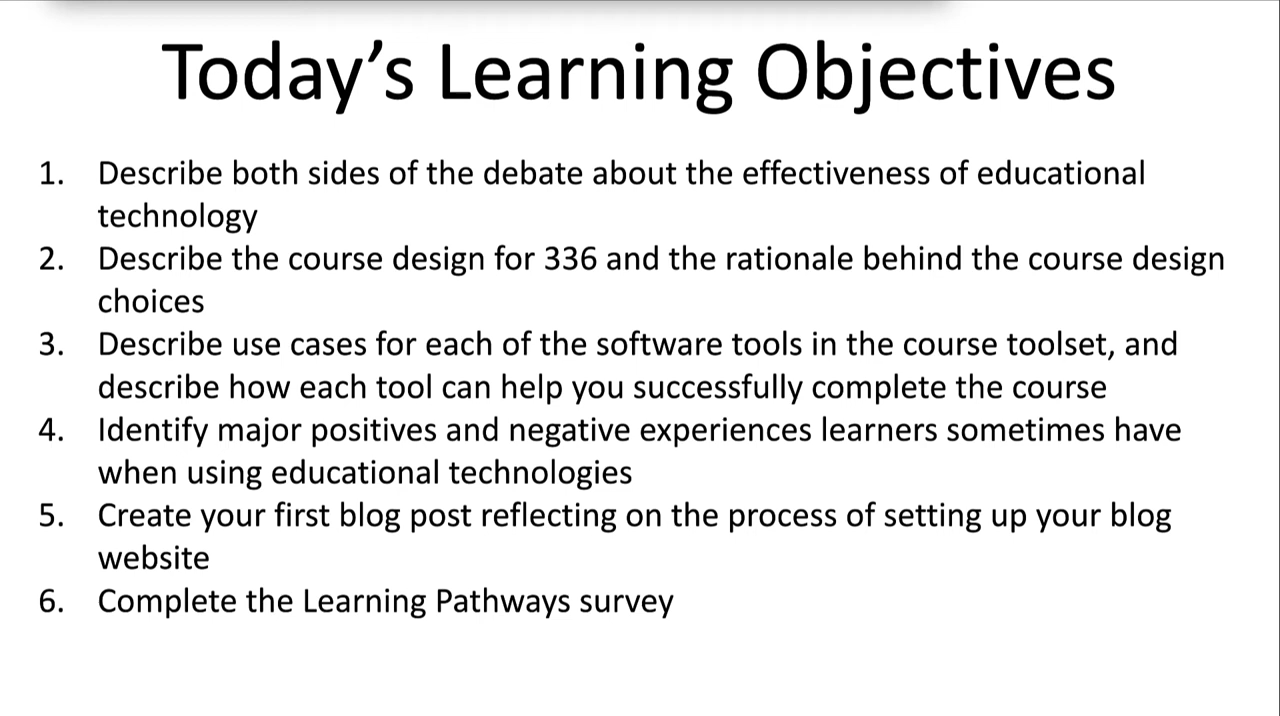 Today’s Learning Objectives
1. Describe both sides of the debate about the effectiveness of educational
technology
2. Describe the course design for 336 and the rationale behind the course design
choices
3. Describe use cases for each of the software tools in the course toolset, and
describe how each tool can help you successfully complete the course
4. Identify major positives and negative experiences learners sometimes have
when using educational technologies
5. Create your first blog post reflecting on the process of setting up your blog
website
6. Complete the Learning Pathways survey